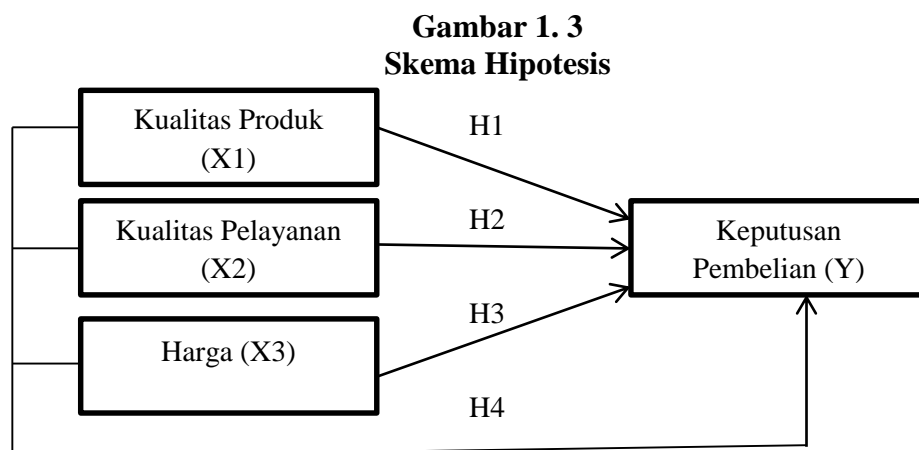 Gambar 1. 3
Skema Hipotesis
Kualitas Produk
(X1)
H1
Kualitas Pelayanan
(X2)
H2
Keputusan
Pembelian (Y)
Harga (X3)
H3
H4